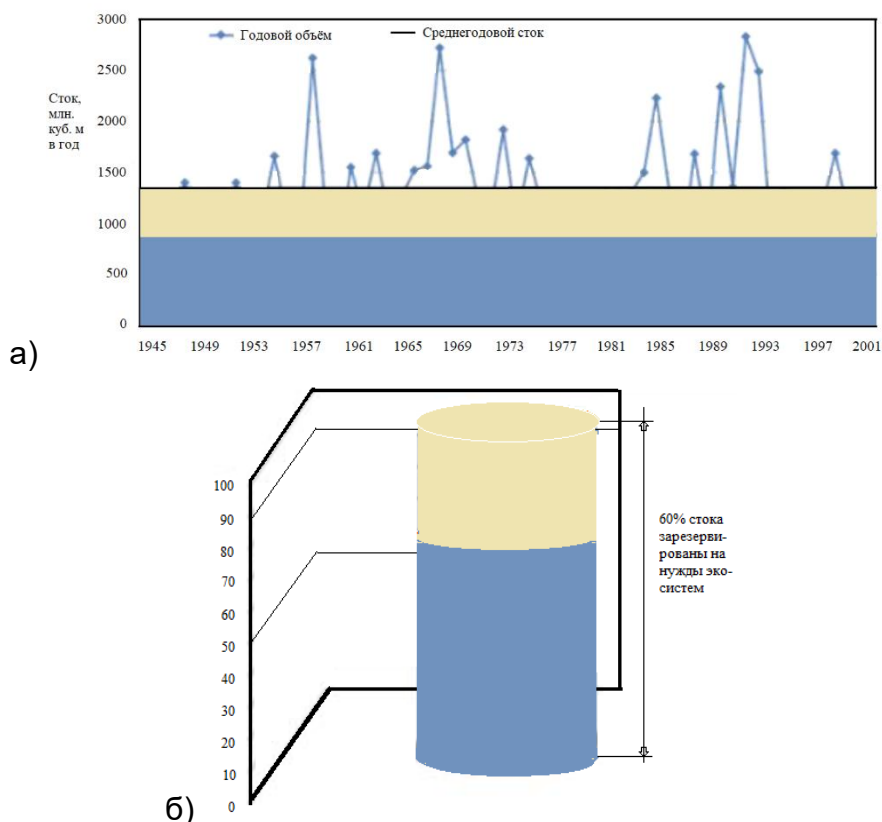 3000
Годовой объём
Среднегодовой сток
2500
Сток,
млн.
куб. м
в год
2000
1500
1000
500
0
1945 1949 1953 1957 1961 1965 1969 1973 1977 1981 1985 1989 1993 1997 2001
а)
100
90
80
70
60
50
40
30
20
10
0
60% стока
зарезерви-
рованы на
нужды эко-
систем
б)